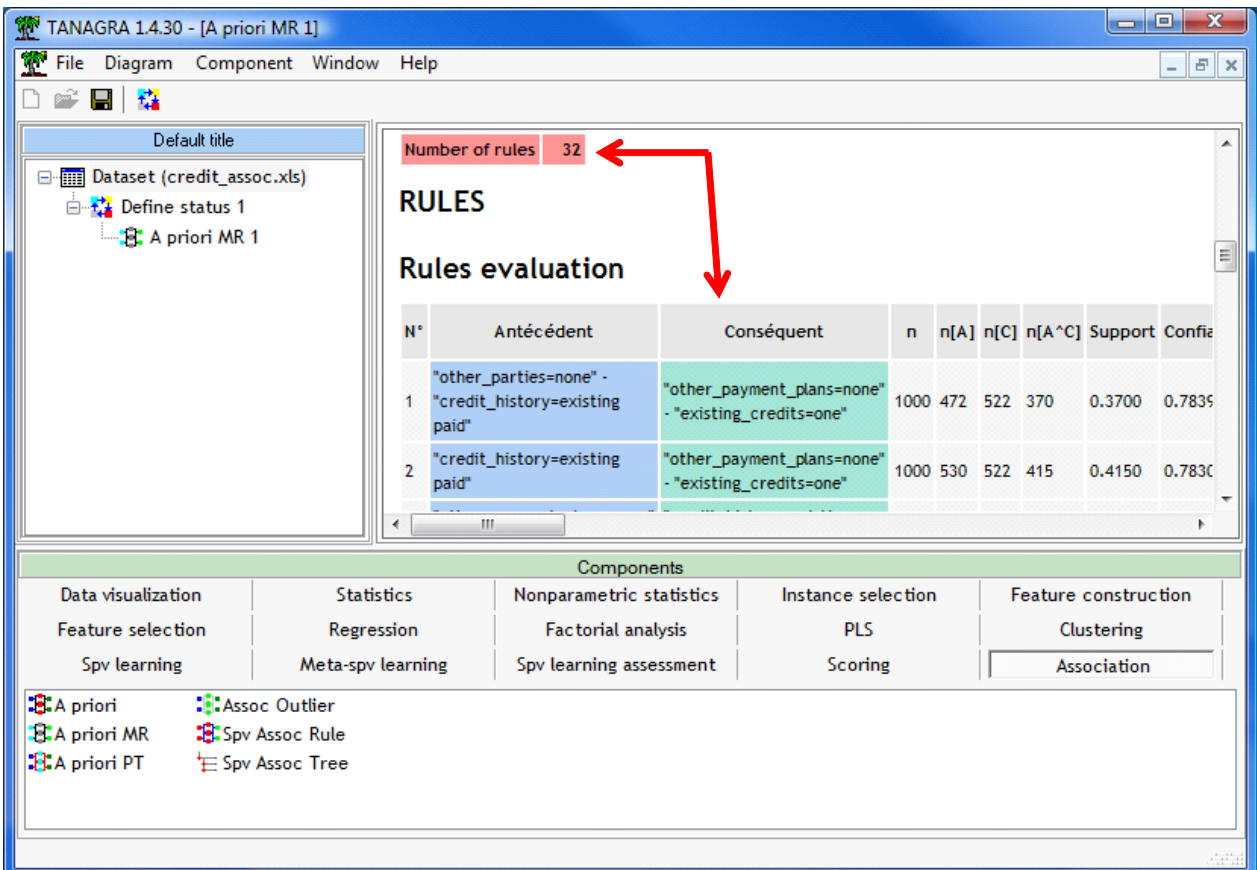 TANAGRA 1.4.30 - [A priori MR 1]
File Diagram Component Window Help
Default title
Dataset (credit_assoc.xls)
Define status 1
A priori MR 1
Number of rules 32
RULES
Rules evaluation
N° Antécédent Conséquent n n[A] n[C] n[A^C] Support Confia
"other_parties=none" -
"credit_history=existing
paid"
1
"other_payment_plans=none"
- "existing_credits=one"
1000 472 522 370 0.3700 0.7839
"credit_history=existing
paid"
2
"other_payment_plans=none"
- "existing_credits=one"
1000 530 522 415 0.4150 0.7830
Components
Data visualization Statistics Nonparametric statistics Instance selection Feature construction
Feature selection Regression Factorial analysis PLS Clustering
Spv learning Meta-spv learning Spv learning assessment Scoring Association
A priori Assoc Outlier
A priori MR Spv Assoc Rule
A priori PT Spv Assoc Tree